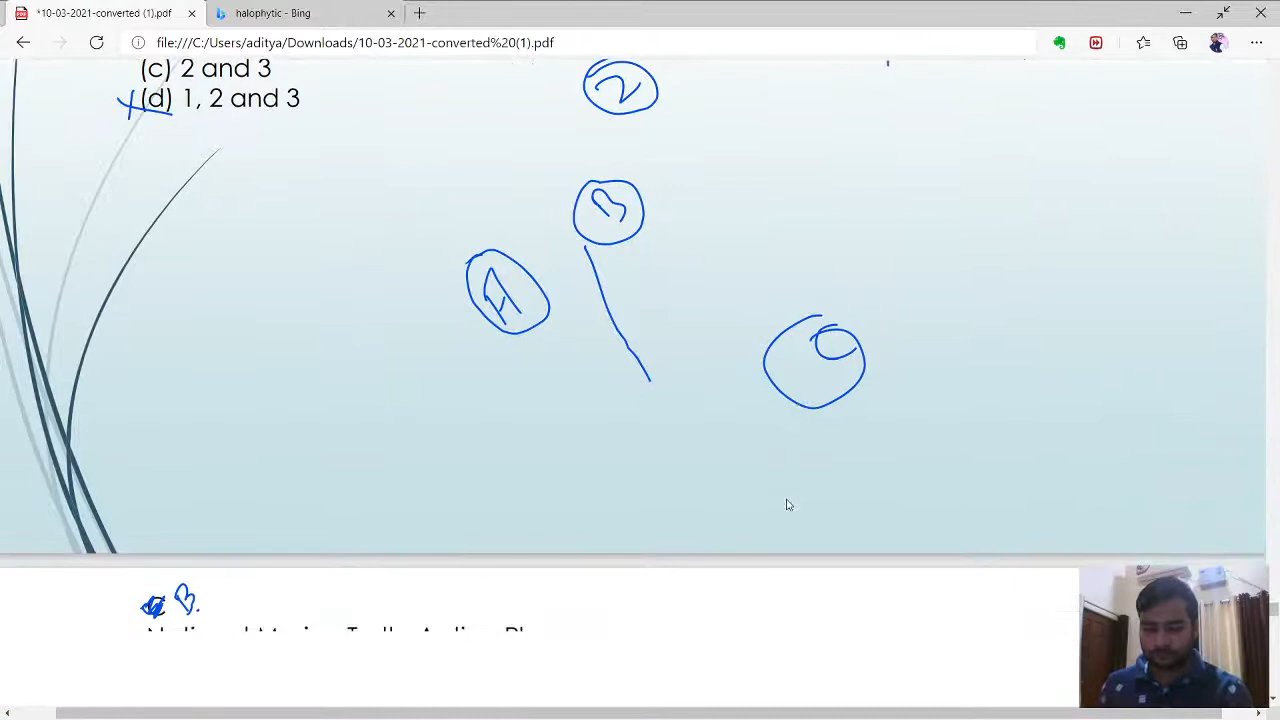 *10-03-2021-converted (1).pdf
halophytic - Bing
file:///C:/Users/aditya/Downloads/10-03-2021-converted%20(1).pdf
(c) 2 and 3
(d) 1, 2 and 3
2
B
A
B.